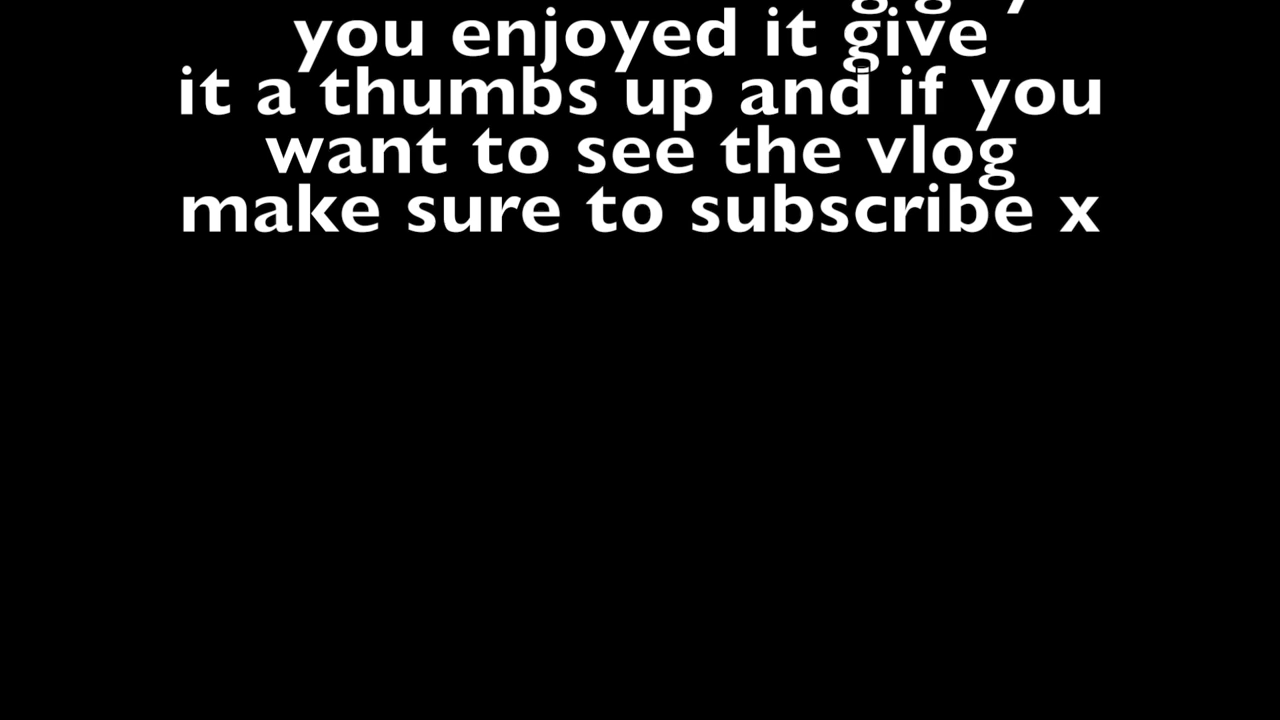 you enjoyed it give
it a thumbs up and if you
want to see the vlog
make sure to subscribe x